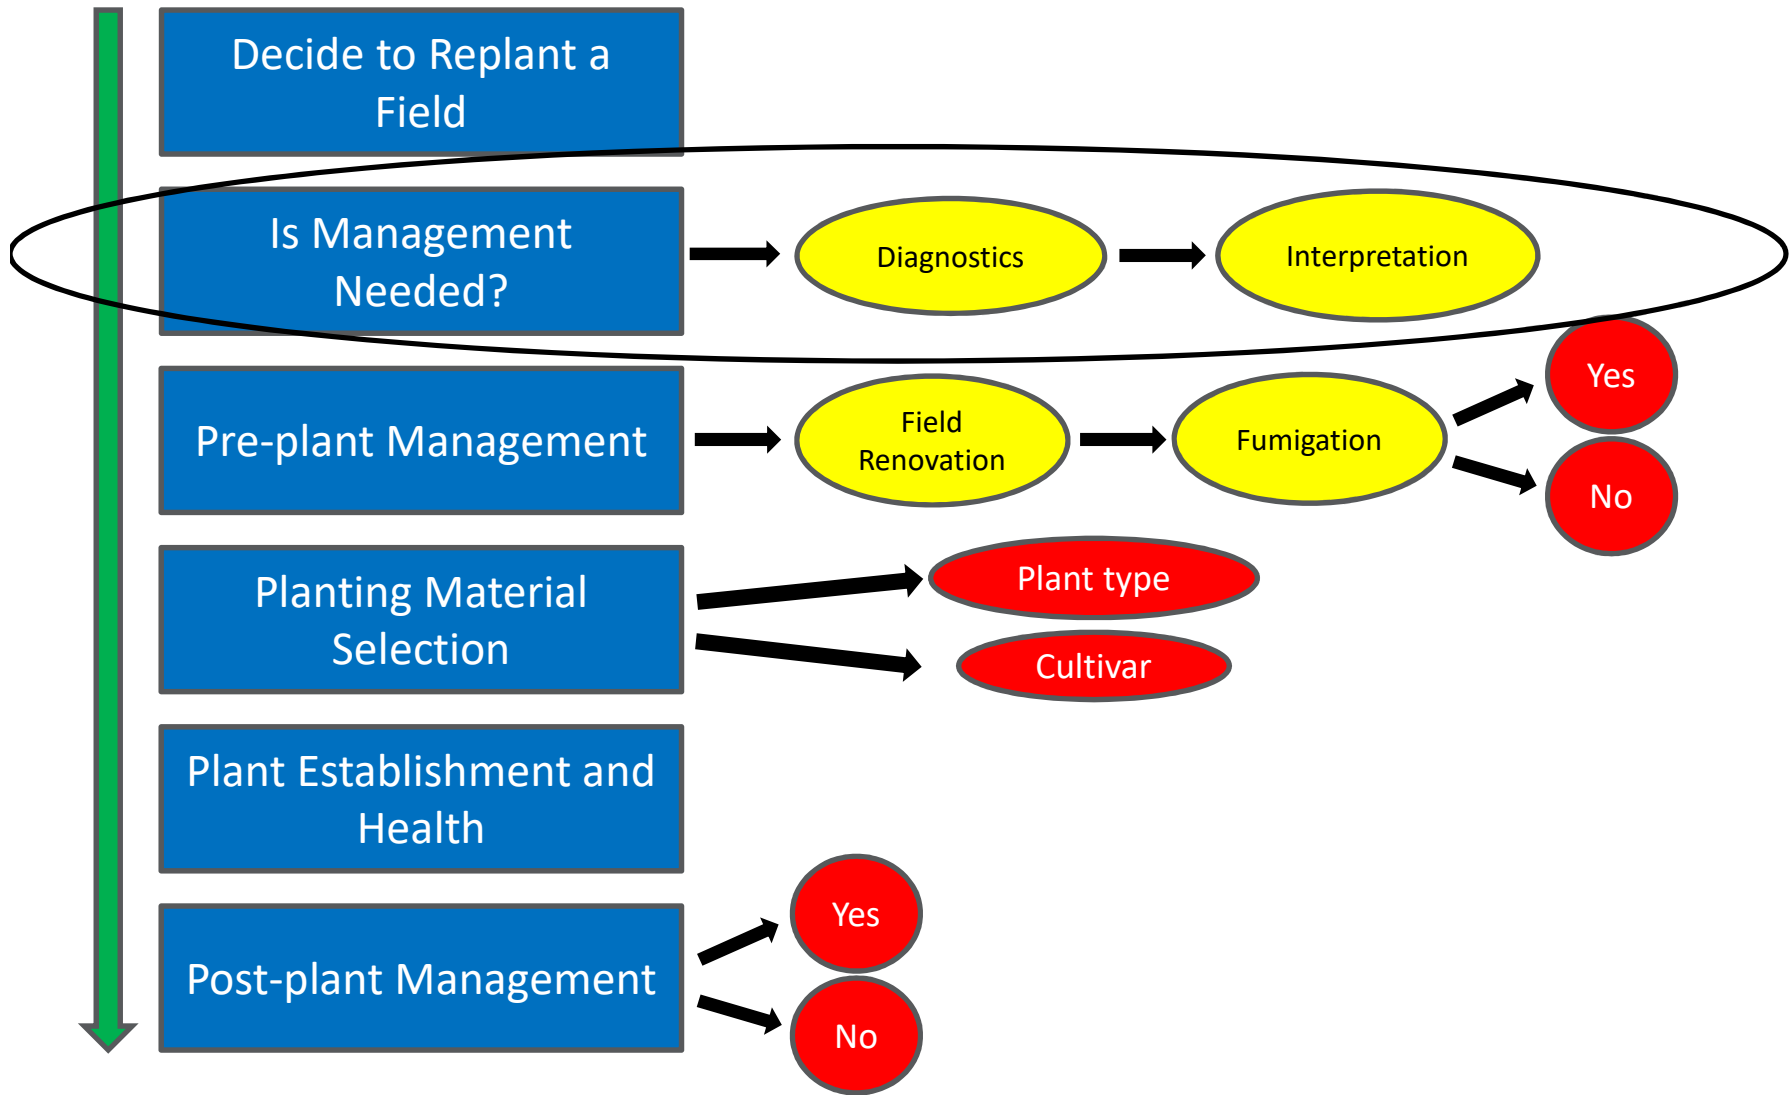 Decide to Replant a
Field
Is Management
Needed?
Diagnostics
Interpretation
Pre-plant Management
Field
Renovation
Fumigation
Yes
No
Planting Material
Selection
Plant type
Cultivar
Plant Establishment and
Health
Post-plant Management
Yes
No